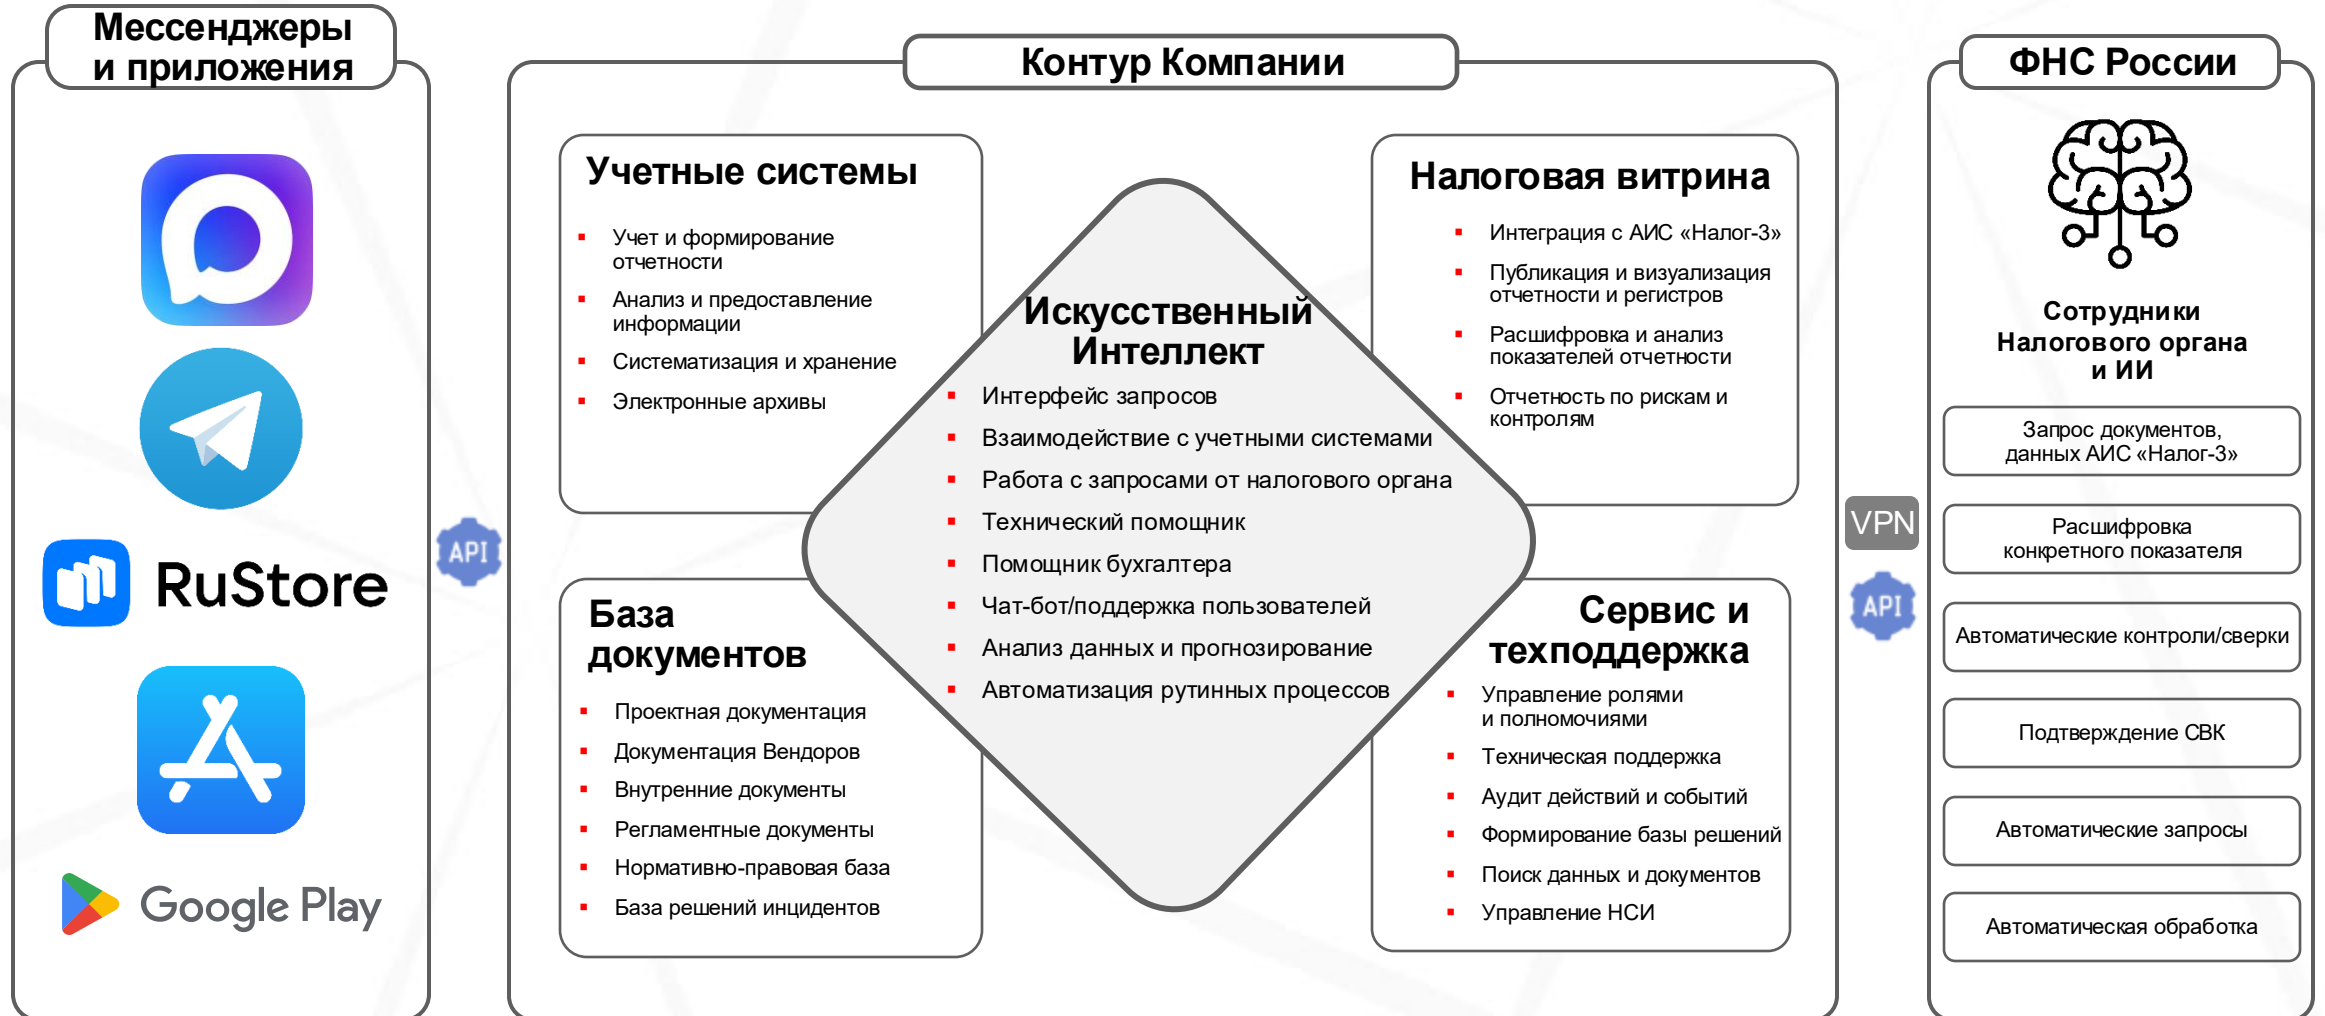 Мессенджеры
и приложения
RuStore
Google Play
API
Контур Компании
Учетные системы
Учет и формирование
отчетности
Анализ и предоставление
информации
Систематизация и хранение
Электронные архивы
База
документов
Проектная документация
Документация Вендоров
Внутренние документы
Регламентные документы
Нормативно-правовая база
База решений инцидентов
Искусственный
Интеллект
Интерфейс запросов
Взаимодействие с учетными системами
Работа с запросами от налогового органа
Технический помощник
Помощник бухгалтера
Чат-бот/поддержка пользователей
Анализ данных и прогнозирование
Автоматизация рутинных процессов
Налоговая витрина
Интеграция с АИС «Налог-3»
Публикация и визуализация
отчетности и регистров
Расшифровка и анализ
показателей отчетности
Отчетность по рискам и
контролям
Сервис и
техподдержка
Управление ролями
и полномочиями
Техническая поддержка
Аудит действий и событий
Формирование базы решений
Поиск данных и документов
Управление НСИ
VPN
API
ФНС России
Сотрудники
Налогового органа
и ИИ
Запрос документов,
данных АИС «Налог-3»
Расшифровка
конкретного показателя
Автоматические контроли/сверки
Подтверждение СВК
Автоматические запросы
Автоматическая обработка